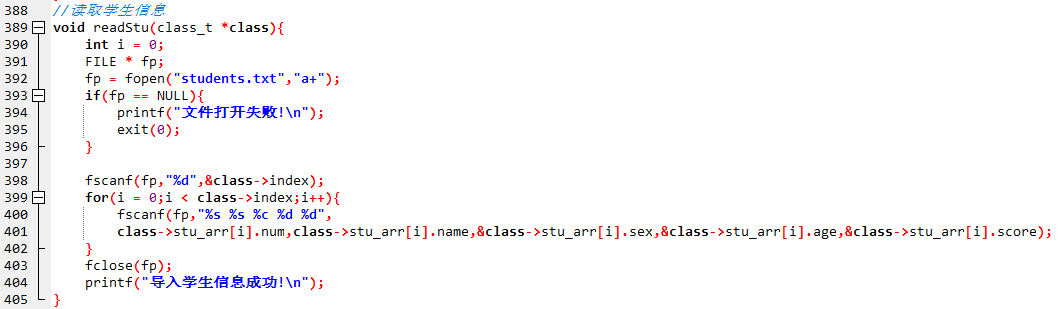 388 //读取学生信息
389 void readStu(class_t *class){
390 int i = 0;
391 FILE * fp;
392 fp = fopen("students.txt","a+");
393 if(fp == NULL){
394 printf("文件打开失败!\n");
395 exit(0);
396 }
397
398 fscanf(fp,"%d",&class->index);
399 for(i = 0;i < class->index;i++){
400 fscanf(fp,"%s %s %c %d %d",
401 class->stu_arr[i].num,class->stu_arr[i].name,&class->stu_arr[i].sex,&class->stu_arr[i].age,&class->stu_arr[i].score);
402 }
403 fclose(fp);
404 printf("导入学生信息成功!\n");
405 }